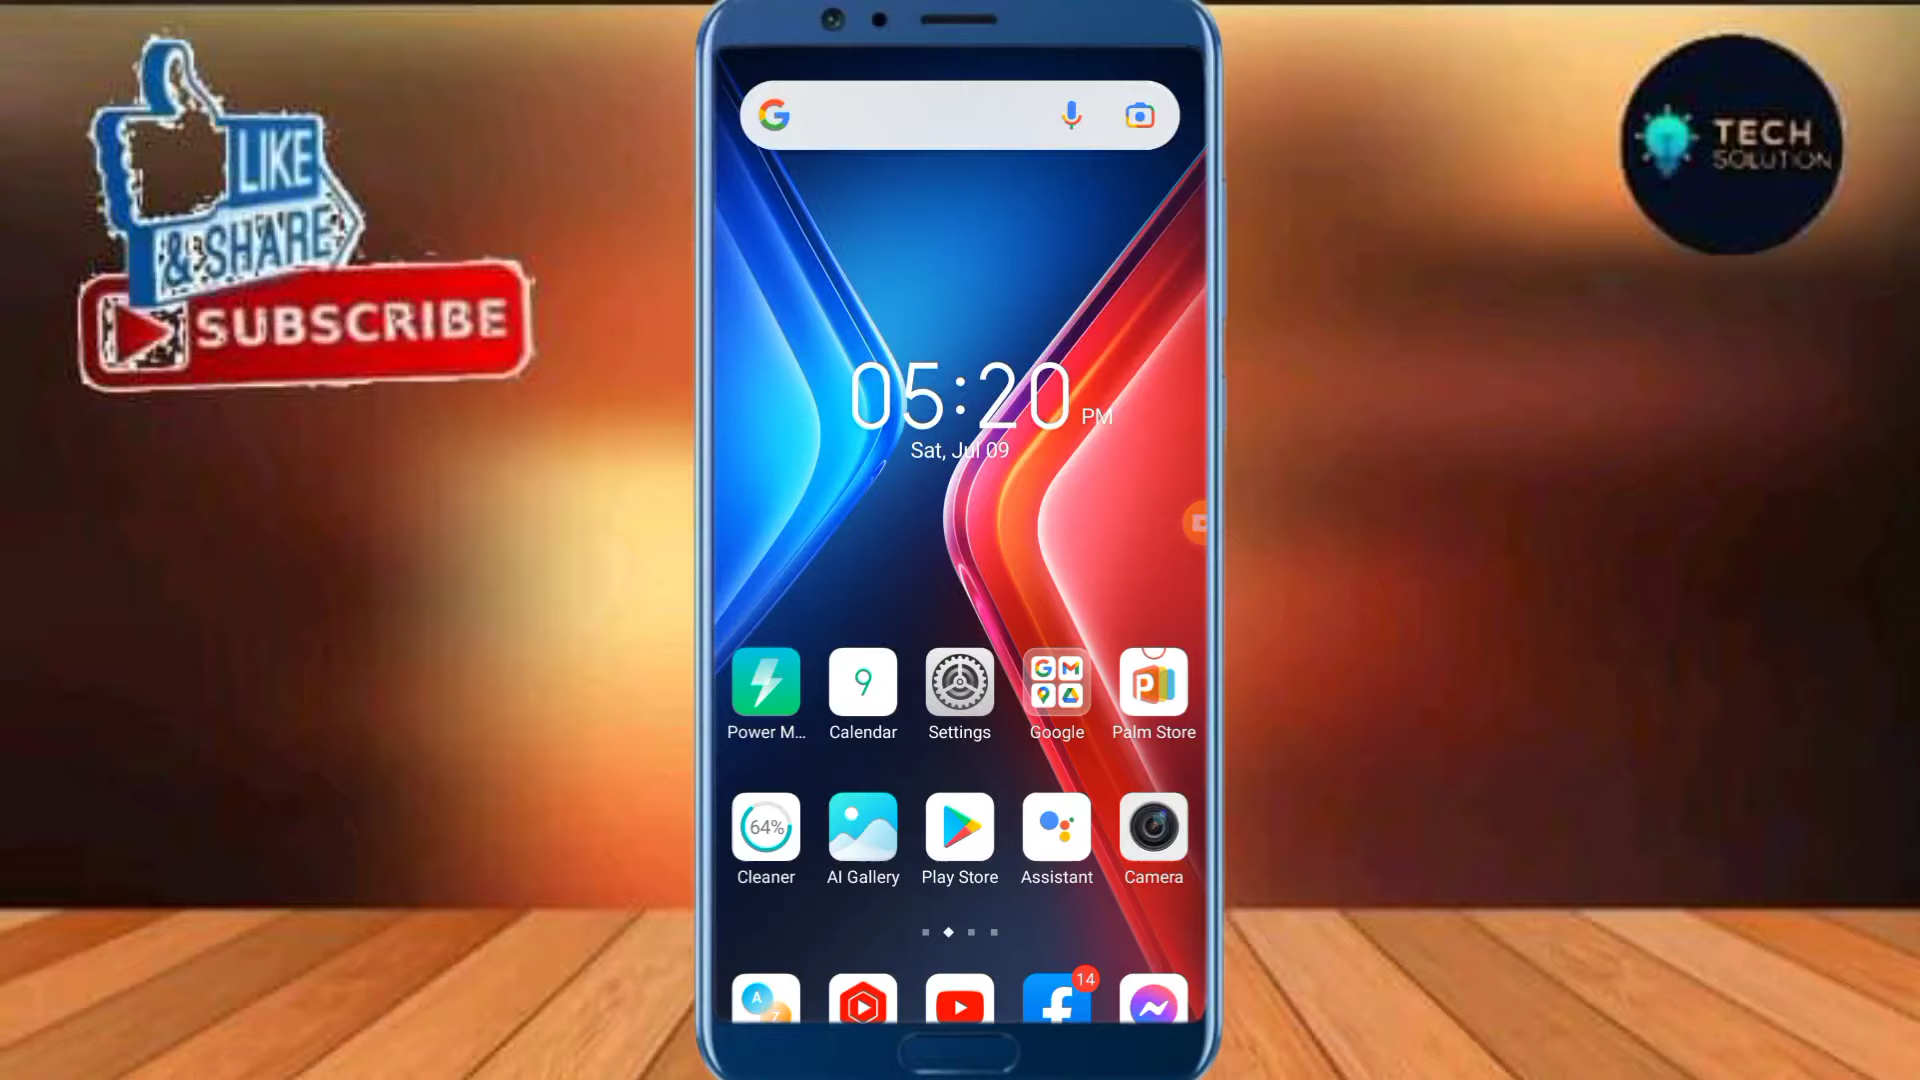 LIKE
& SHARE
SUBSCRIBE
TECH
SOLUTION
05:20 PM
Sat, Jul 09
Power M...
9
Calendar
Settings
Google
P
Palm Store
64%
Cleaner
AI Gallery
Play Store
Assistant
Camera
A
Z
14